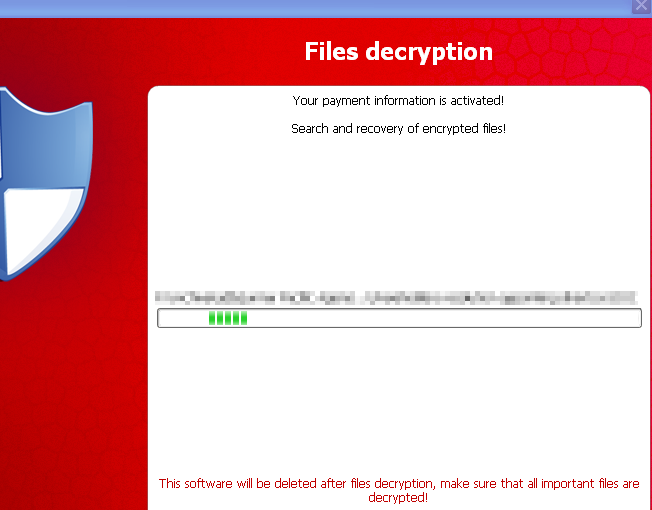 Files decryption
Your payment information is activated!
Search and recovery of encrypted files!
This software will be deleted after files decryption, make sure that all important files are
decrypted!